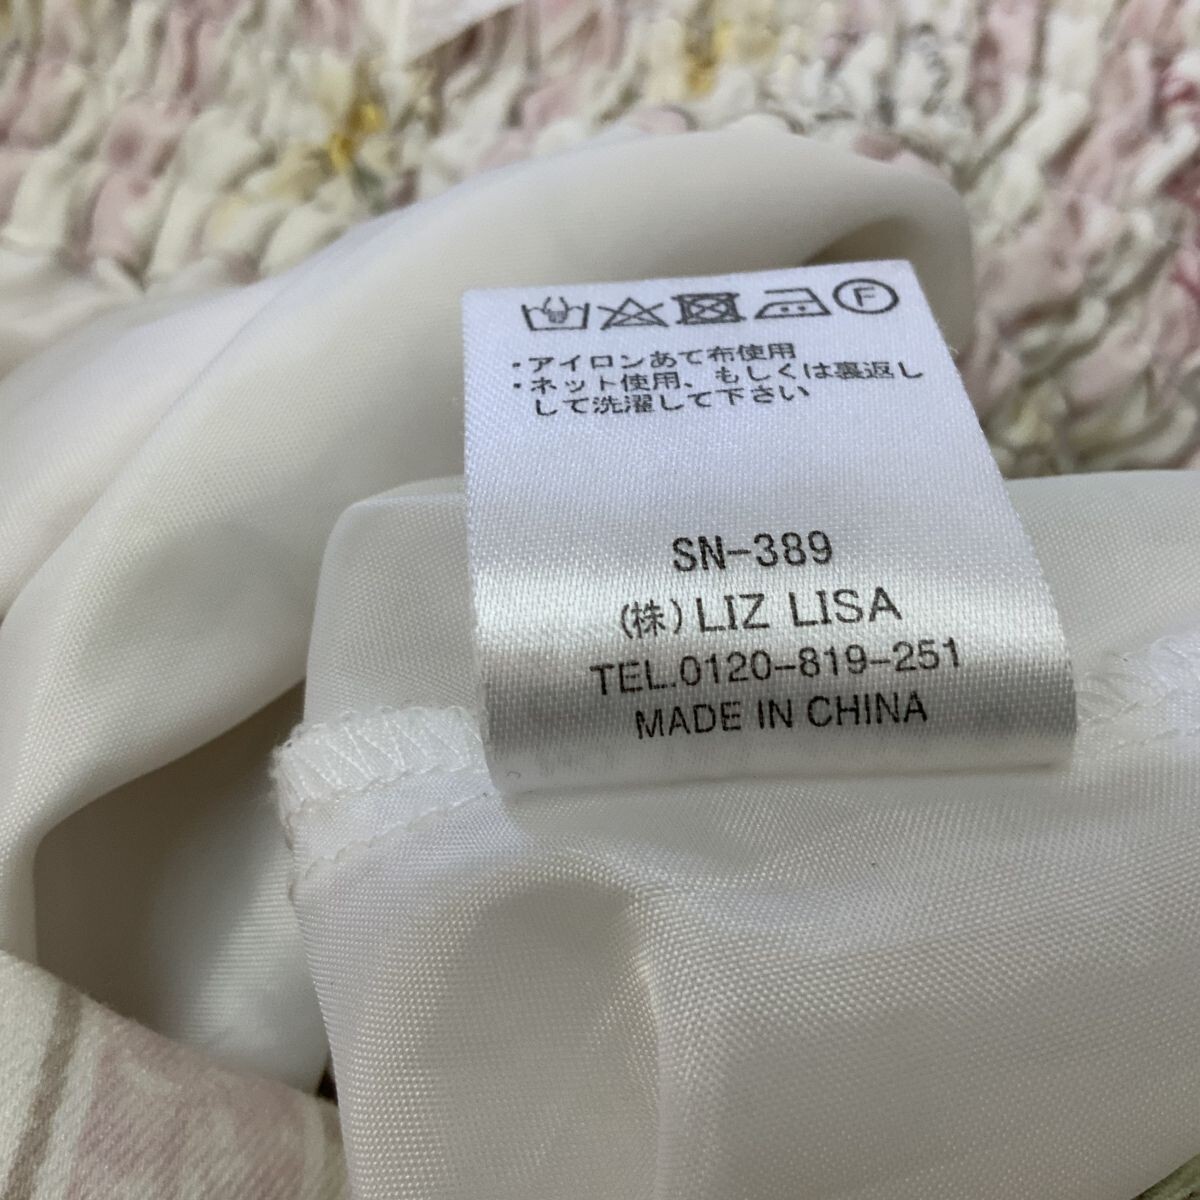 F
・アイロンあて布使用
・ネット使用、もしくは裏返し
して洗濯して下さい
SN-389
(株)LIZ LISA
TEL.0120-819-251
MADE IN CHINA